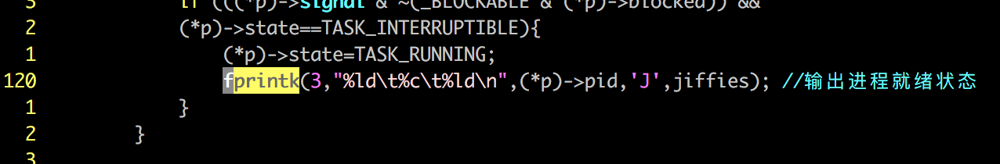 3 if (((*p)->signal & ~(_BLOCKABLE & (*p)->blocked)) &&
2 (*p)->state==TASK_INTERRUPTIBLE){
1 (*p)->state=TASK_RUNNING;
120 fprintk(3,"%ld\t%c\t%ld\n",(*p)->pid,'J',jiffies); //输出进程就绪状态
1 }
2 }
3